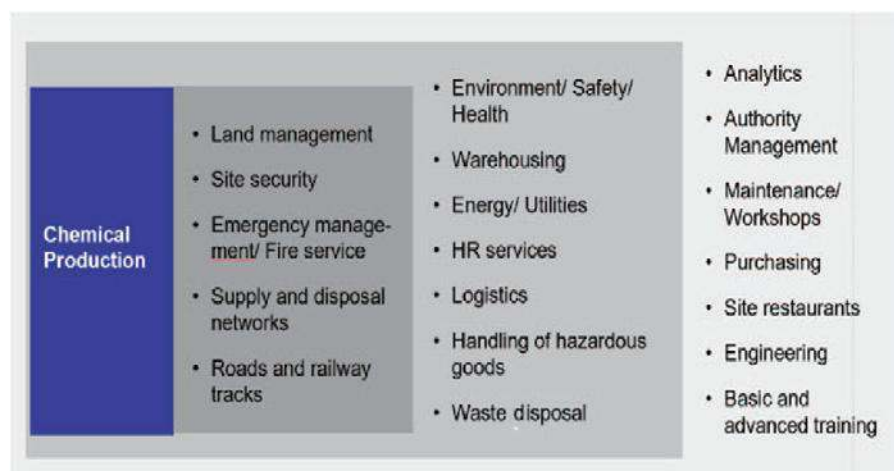 Chemical
Production
• Land management
• Site security
• Emergency manage-
ment/ Fire service
• Supply and disposal
networks
• Roads and railway
tracks
• Environment/ Safety/
Health
• Warehousing
• Energy/ Utilities
• HR services
• Logistics
• Handling of hazardous
goods
• Waste disposal
• Analytics
• Authority
Management
• Maintenance/
Workshops
• Purchasing
• Site restaurants
• Engineering
• Basic and
advanced training